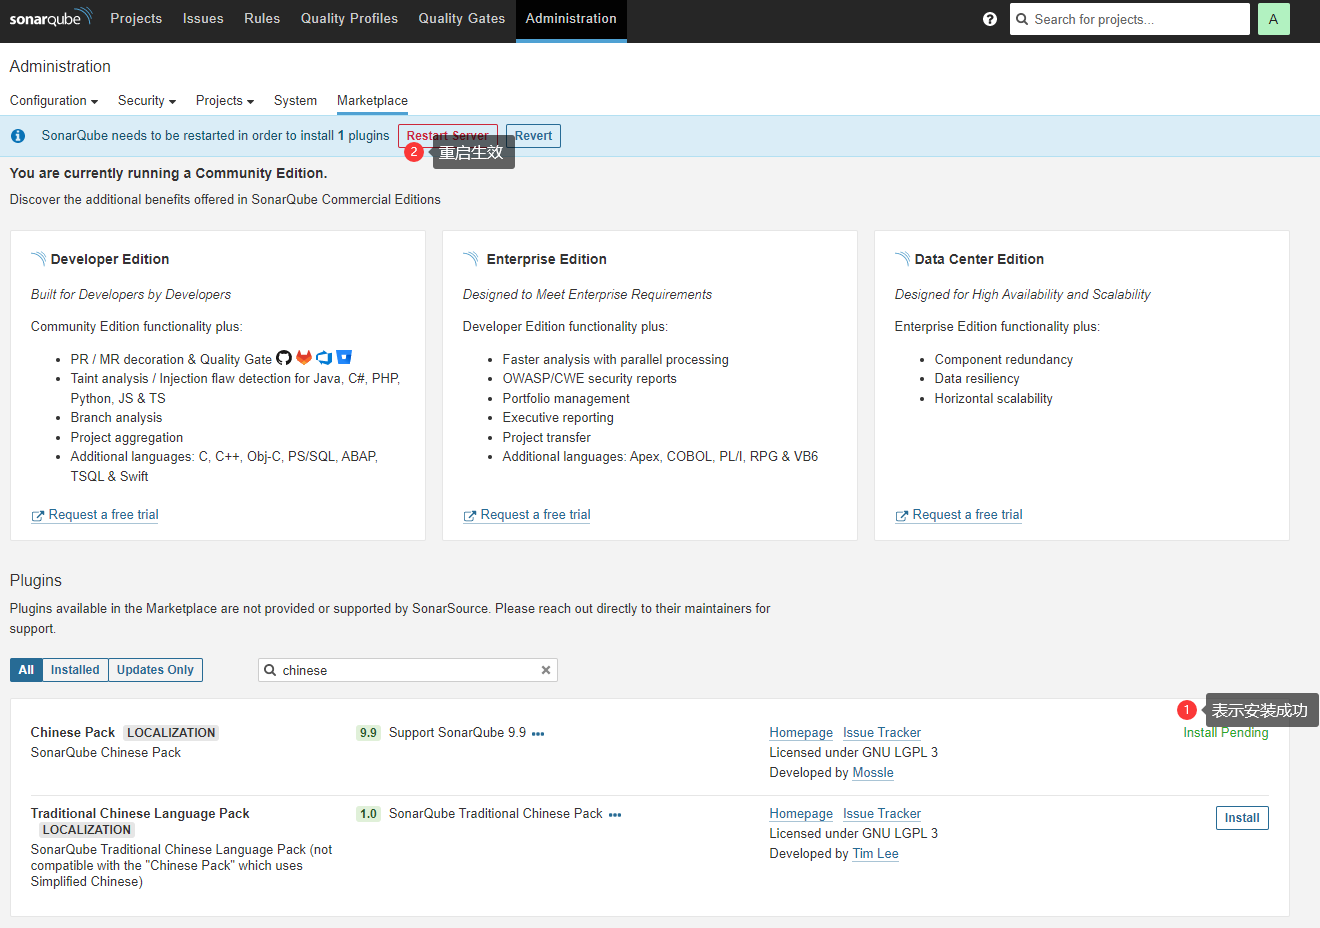 sonarqube Projects Issues Rules Quality Profiles Quality Gates Administration ? Search for projects... A
Administration
Configuration Security Projects System Marketplace
SonarQube needs to be restarted in order to install 1 plugins Restart Server Revert
2 重启生效
You are currently running a Community Edition.
Discover the additional benefits offered in SonarQube Commercial Editions
Developer Edition
Built for Developers by Developers
Community Edition functionality plus:
PR / MR decoration & Quality Gate
Taint analysis / Injection flaw detection for Java, C#, PHP,
Python, JS & TS
Branch analysis
Project aggregation
Additional languages: C, C++, Obj-C, PS/SQL, ABAP,
TSQL & Swift
Request a free trial
Enterprise Edition
Designed to Meet Enterprise Requirements
Developer Edition functionality plus:
Faster analysis with parallel processing
OWASP/CWE security reports
Portfolio management
Executive reporting
Project transfer
Additional languages: Apex, COBOL, PL/I, RPG & VB6
Request a free trial
Data Center Edition
Designed for High Availability and Scalability
Enterprise Edition functionality plus:
Component redundancy
Data resiliency
Horizontal scalability
Request a free trial
Plugins
Plugins available in the Marketplace are not provided or supported by SonarSource. Please reach out directly to their maintainers for
support.
All Installed Updates Only chinese
1 表示安装成功
Chinese Pack LOCALIZATION
SonarQube Chinese Pack
9.9 Support SonarQube 9.9 •••
Homepage Issue Tracker
Licensed under GNU LGPL 3
Developed by Mossle
Install Pending
Traditional Chinese Language Pack
LOCALIZATION
SonarQube Traditional Chinese Language Pack (not
compatible with the "Chinese Pack" which uses
Simplified Chinese)
1.0 SonarQube Traditional Chinese Pack •••
Homepage Issue Tracker
Licensed under GNU LGPL 3
Developed by Tim Lee
Install